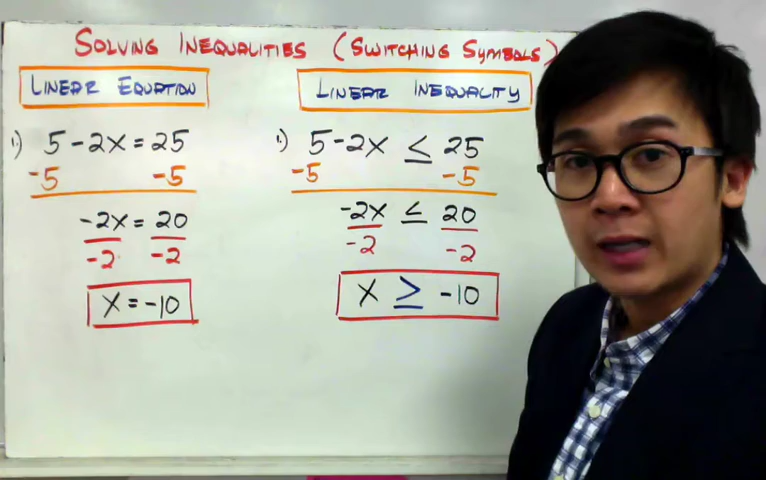 SOLVING INEQUALITIES (SWITCHING SYMBOLS)
LINEAR EQUATION
1.) 5 - 2X = 25
-5 -5
-2X = 20
-2 -2
X = -10
LINEAR INEQUALITY
1.) 5 - 2X ≤ 25
-5 -5
-2X ≤ 20
-2 -2
X ≥ -10